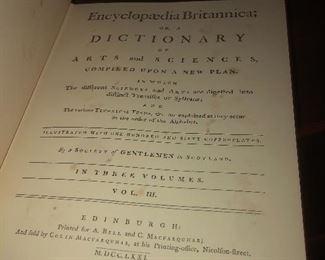 Encyclopædia Britannica;
OR, A
DICTIONARY
OF
ARTS and SCIENCES,
COMPILED UPON A NEW PLAN.
IN WHICH
The different SCIENCES and ARTS are digested into
distinct Treatises or Systems;
AND
The various TECHNICAL TERMS, &c. are explained as they occur
in the order of the Alphabet.
ILLUSTRATED WITH ONE HUNDRED AND SIXTY COPPERPLATES.
By a SOCIETY of GENTLEMEN in SCOTLAND.
IN THREE VOLUMES.
VOL. III.
EDINBURGH:
Printed for A. BELL and C. MACFARQUHAR;
And sold by COLIN MACFARQUHAR, at his Printing-office, Nicolson-street.
M.DCC.LXXI.